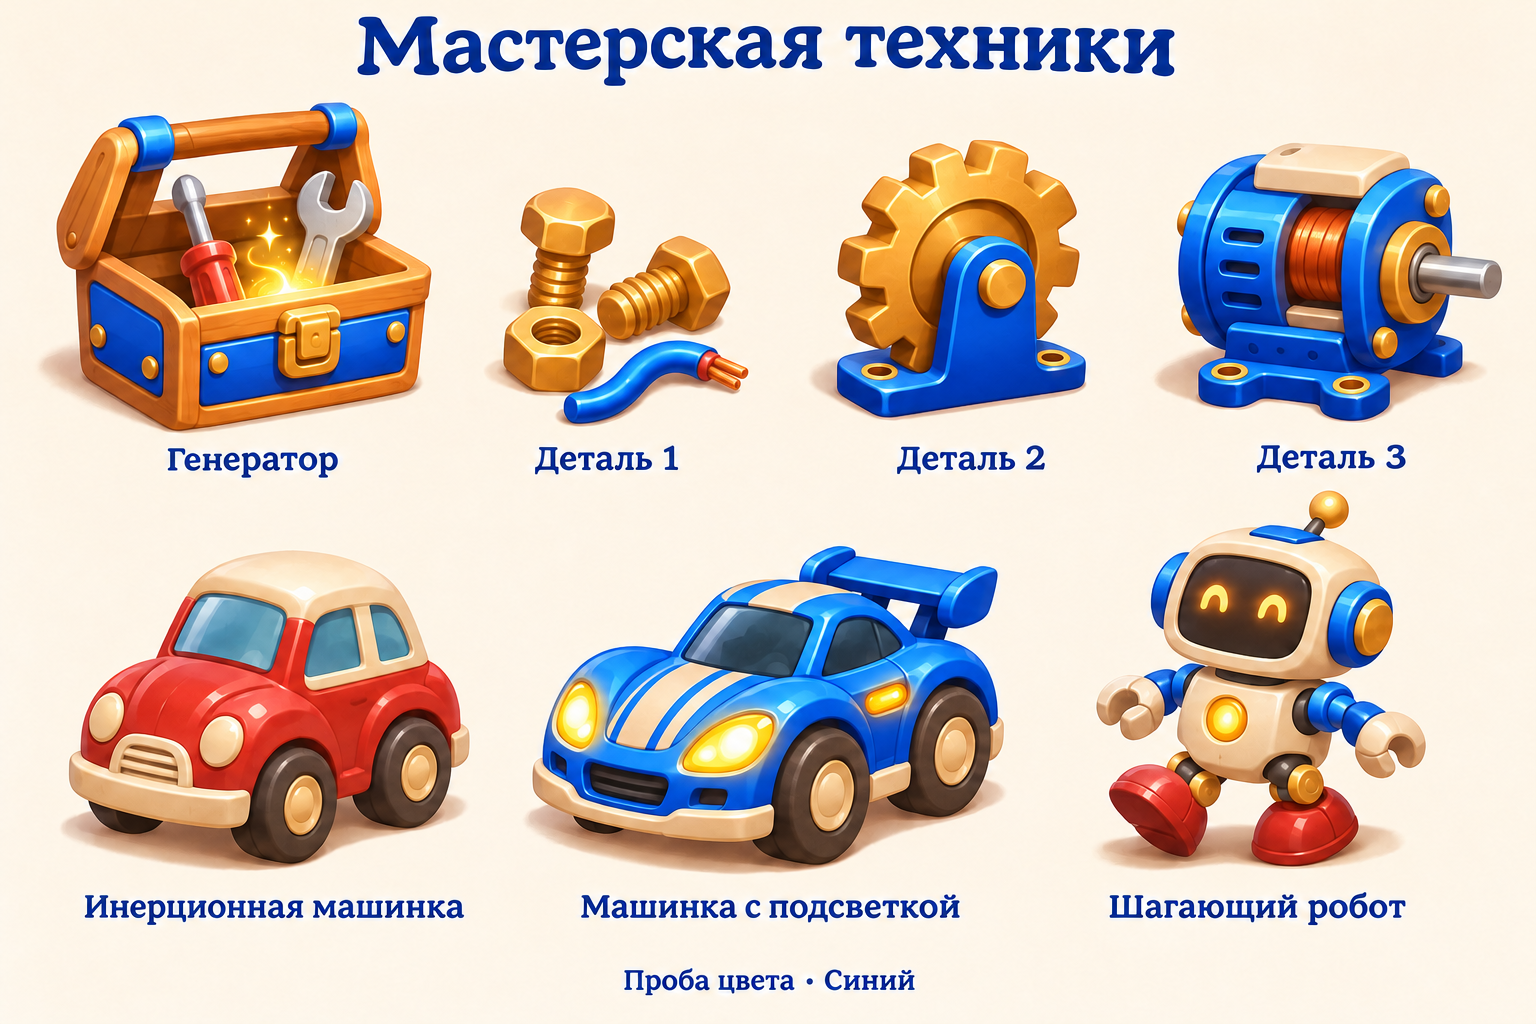 Мастерская техники
Генератор
Деталь 1
Деталь 2
Деталь 3
Инерционная машинка
Машинка с подсветкой
Шагающий робот
Проба цвета • Синий